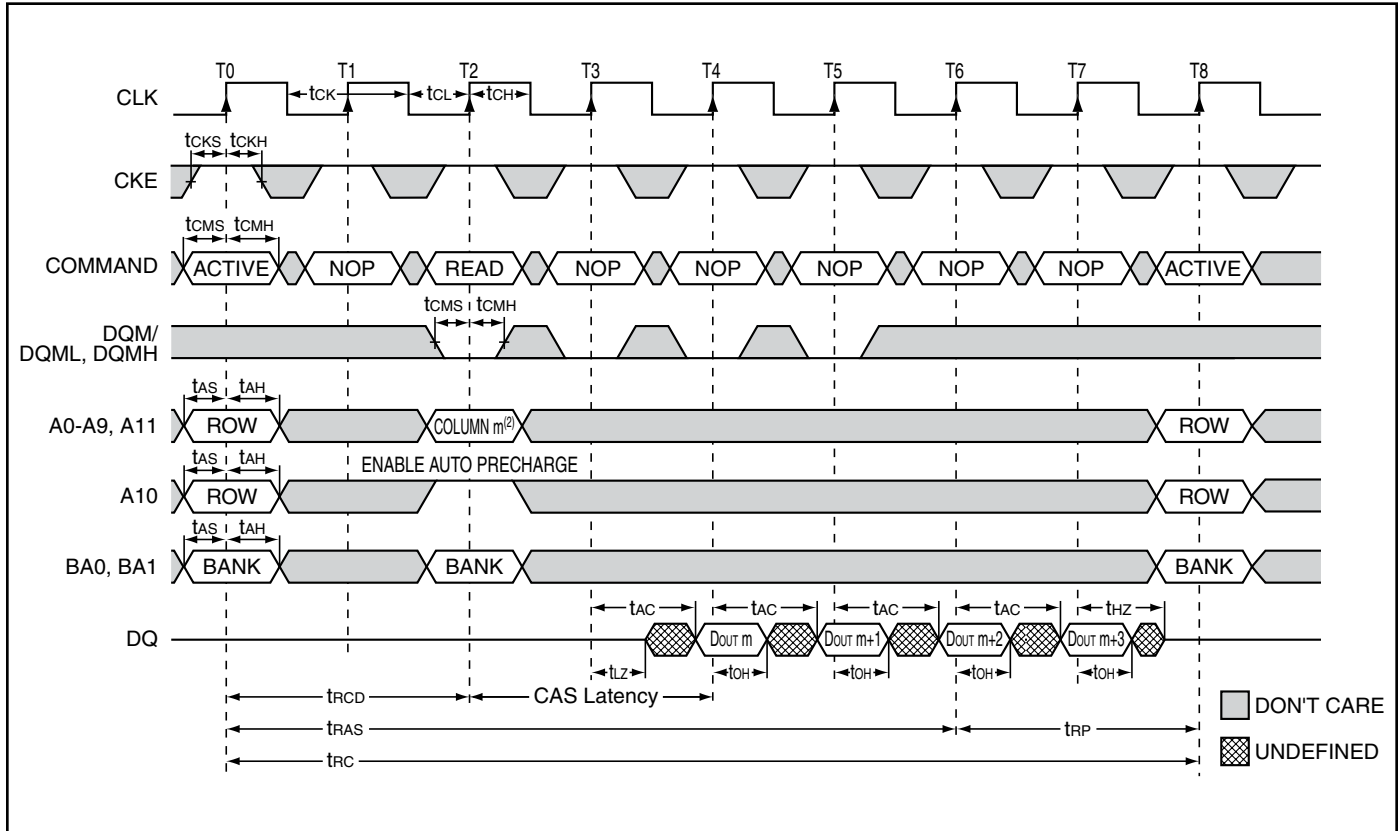 T0 T1 T2 T3 T4 T5 T6 T7 T8
CLK tCK tCL tCH
tCKS tCKH
CKE
tCMS tCMH
COMMAND ACTIVE NOP READ NOP NOP NOP NOP NOP ACTIVE
tCMS tCMH
DQM/
DQML, DQMH
tAS tAH
A0-A9, A11 ROW COLUMN m(2) ROW
tAS tAH ENABLE AUTO PRECHARGE
A10 ROW ROW
tAS tAH
BA0, BA1 BANK BANK BANK
tAC tAC tAC tAC tHZ
DQ DOUT m DOUT m+1 DOUT m+2 DOUT m+3
tLZ tOH tOH tOH tOH
tRCD CAS Latency
DON'T CARE
tRAS tRP
UNDEFINED
tRC